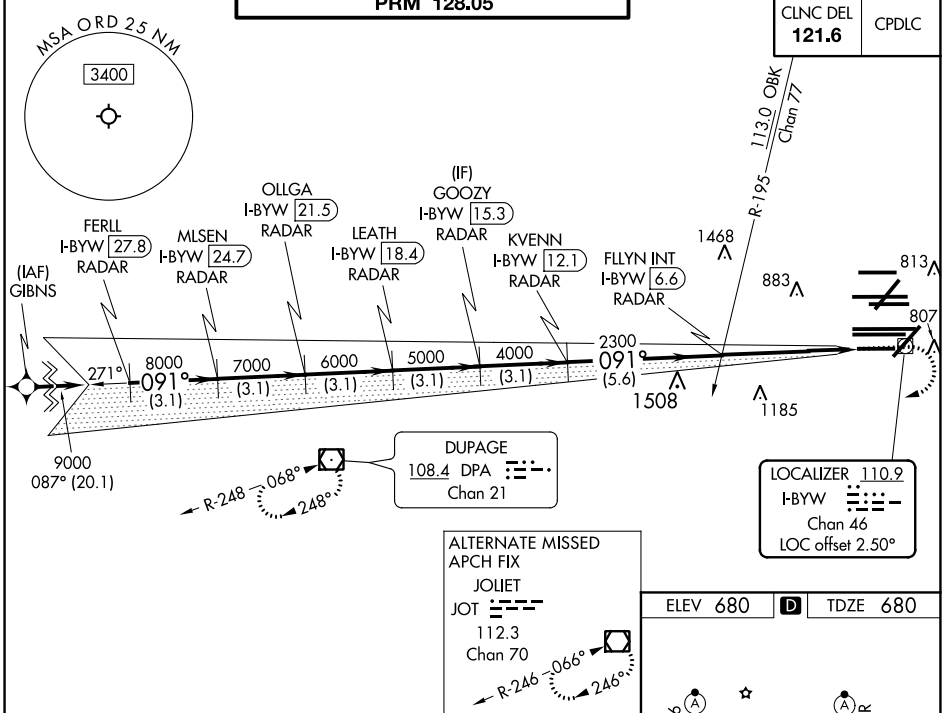 PRM 128.05
CLNC DEL
121.6
CPDLC
MSA ORD 25 NM
3400
113.0 OBK
Chan 77
R-195
(IAF)
GIBNS
FERLL
I-BYW 27.8
RADAR
MLSEN
I-BYW 24.7
RADAR
OLLGA
I-BYW 21.5
RADAR
LEATH
I-BYW 18.4
RADAR
(IF)
GOOZY
I-BYW 15.3
RADAR
KVENN
I-BYW 12.1
RADAR
FLLYN INT
I-BYW 6.6
RADAR
1468
883
813
807
271°
8000
091°
(3.1)
7000
(3.1)
6000
(3.1)
5000
(3.1)
4000
(3.1)
2300
091°
(5.6)
1508
1185
9000
087° (20.1)
R-248
068°
248°
DUPAGE
108.4 DPA
Chan 21
LOCALIZER 110.9
I-BYW
Chan 46
LOC offset 2.50°
ALTERNATE MISSED
APCH FIX
JOLIET
JOT
112.3
Chan 70
R-246
066°
246°
ELEV 680
D
TDZE 680
A
A